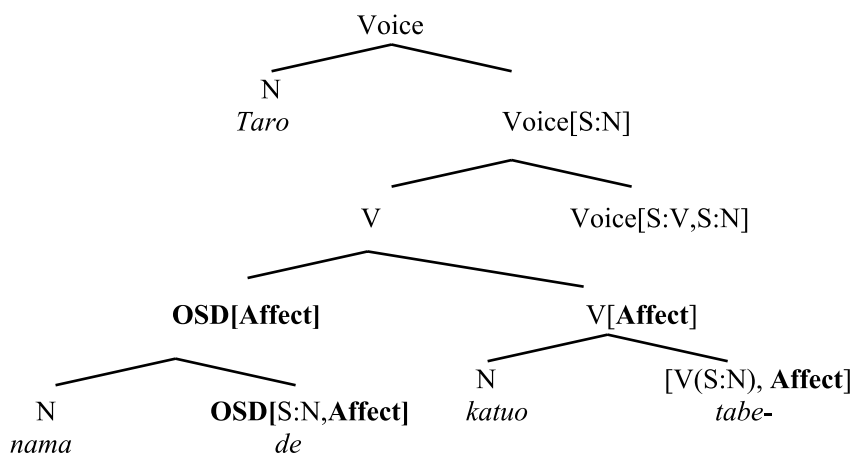 Voice
N
Taro
Voice[S:N]
V
Voice[S:V,S:N]
OSD[Affect]
V[Affect]
N
nama
OSD[S:N,Affect]
de
N
katuo
[V(S:N), Affect]
tabe-